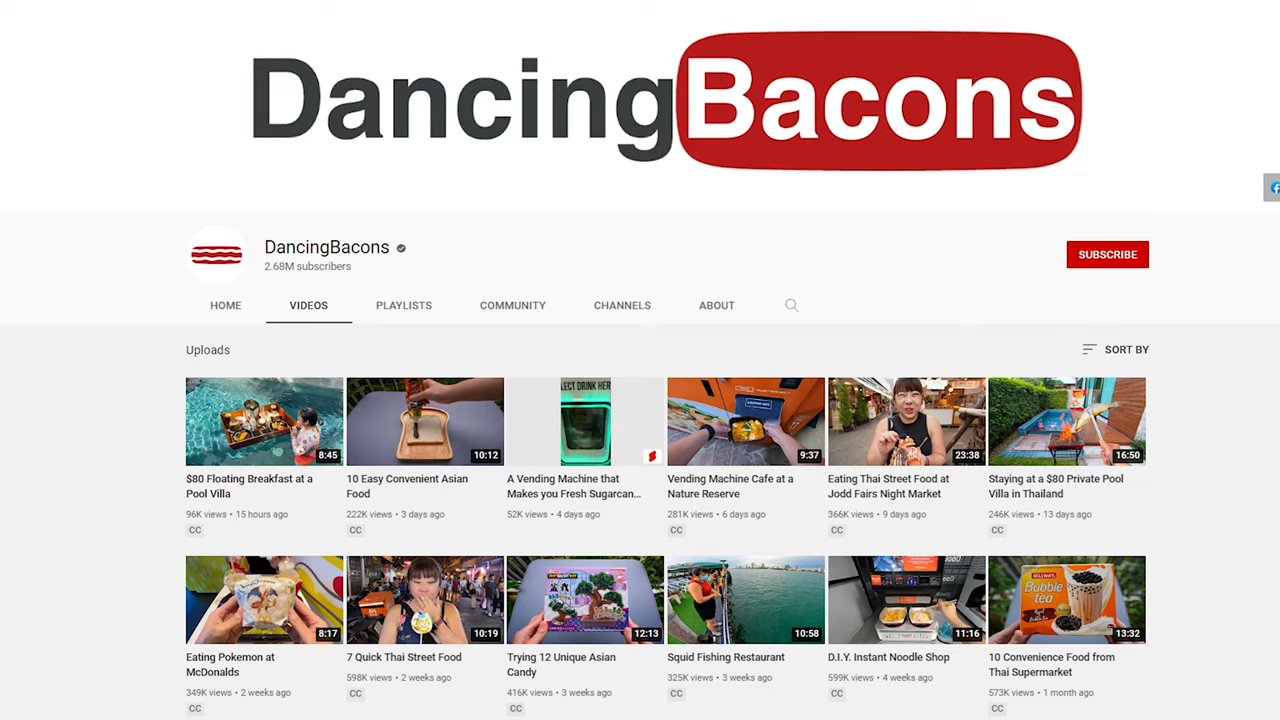 DancingBacons
DancingBacons
2.68M subscribers
SUBSCRIBE
HOME VIDEOS PLAYLISTS COMMUNITY CHANNELS ABOUT
Uploads
SORT BY
8:45
10:12
LECT DRINK HER
9:37
23:38
16:50
$80 Floating Breakfast at a
Pool Villa
96K views • 15 hours ago
CC
10 Easy Convenient Asian
Food
222K views • 3 days ago
CC
A Vending Machine that
Makes you Fresh Sugarcan...
52K views • 4 days ago
Vending Machine Cafe at a
Nature Reserve
281K views • 6 days ago
CC
Eating Thai Street Food at
Jodd Fairs Night Market
366K views • 9 days ago
CC
Staying at a $80 Private Pool
Villa in Thailand
246K views • 13 days ago
CC
8:17
10:19
12:13
10:58
11:16
Bubble
tea
13:32
Eating Pokemon at
McDonalds
349K views • 2 weeks ago
CC
7 Quick Thai Street Food
598K views • 2 weeks ago
CC
Trying 12 Unique Asian
Candy
416K views • 3 weeks ago
CC
Squid Fishing Restaurant
325K views • 3 weeks ago
CC
D.I.Y. Instant Noodle Shop
599K views • 4 weeks ago
CC
10 Convenience Food from
Thai Supermarket
573K views • 1 month ago
CC